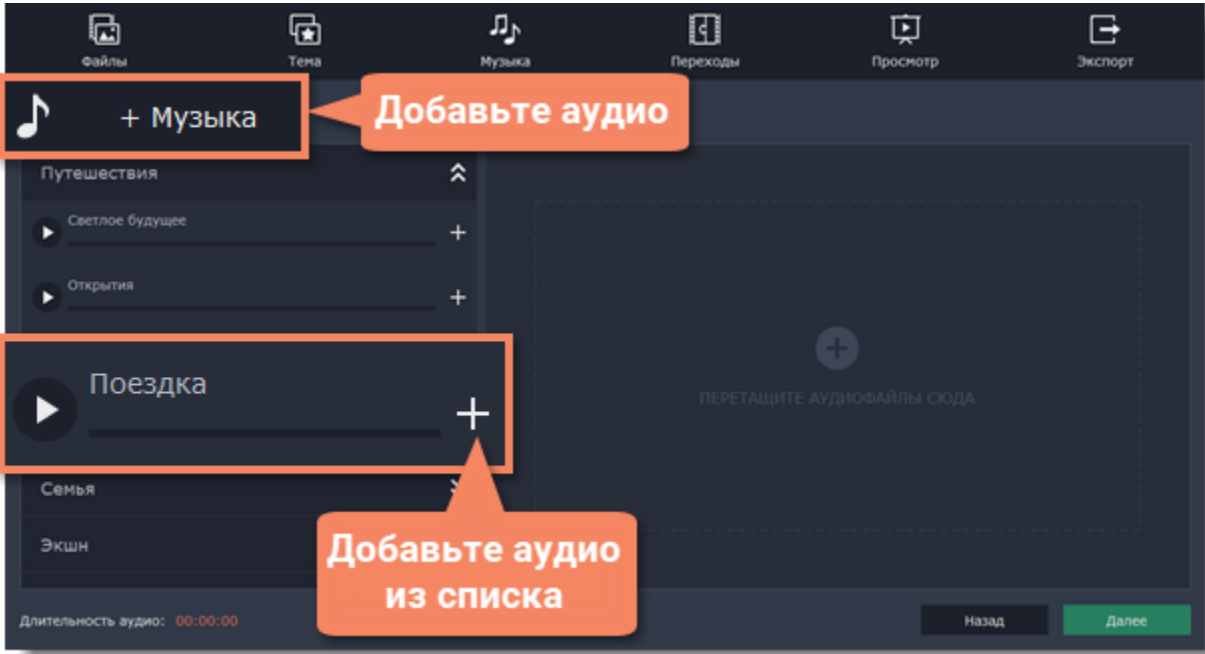 Файлы
Тема
Музыка
Переходы
Просмотр
Экспорт
+ Музыка
Добавьте аудио
Путешествия
Светлое будущее
Открытия
Поездка
ПЕРЕТАЩИТЕ АУДИОФАЙЛЫ СЮДА
Семья
Экшн
Добавьте аудио
из списка
Длительность аудио: 00:00:00
Назад
Далее